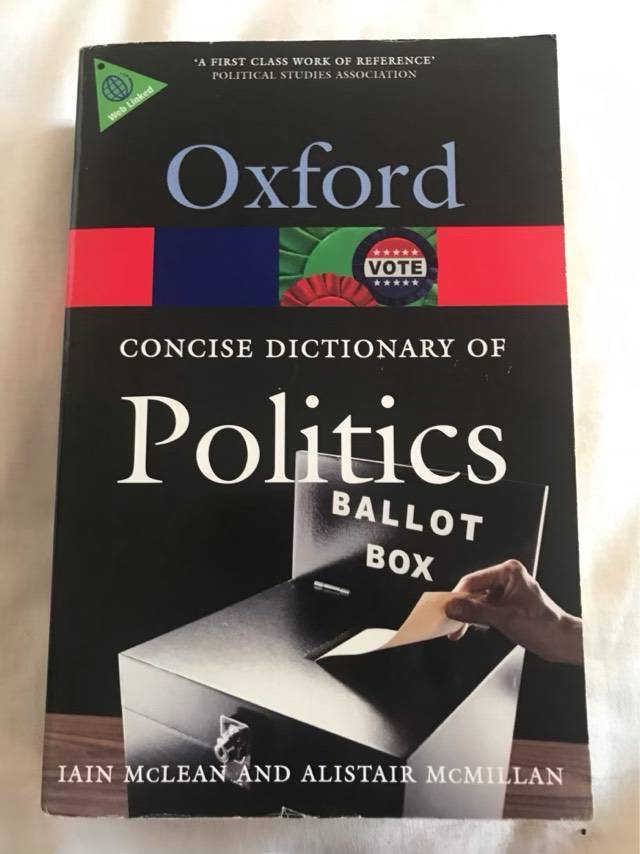 'A FIRST CLASS WORK OF REFERENCE'
POLITICAL STUDIES ASSOCIATION
Web Linked
Oxford
VOTE
CONCISE DICTIONARY OF
Politics
BALLOT
BOX
IAIN McLEAN AND ALISTAIR McMILLAN